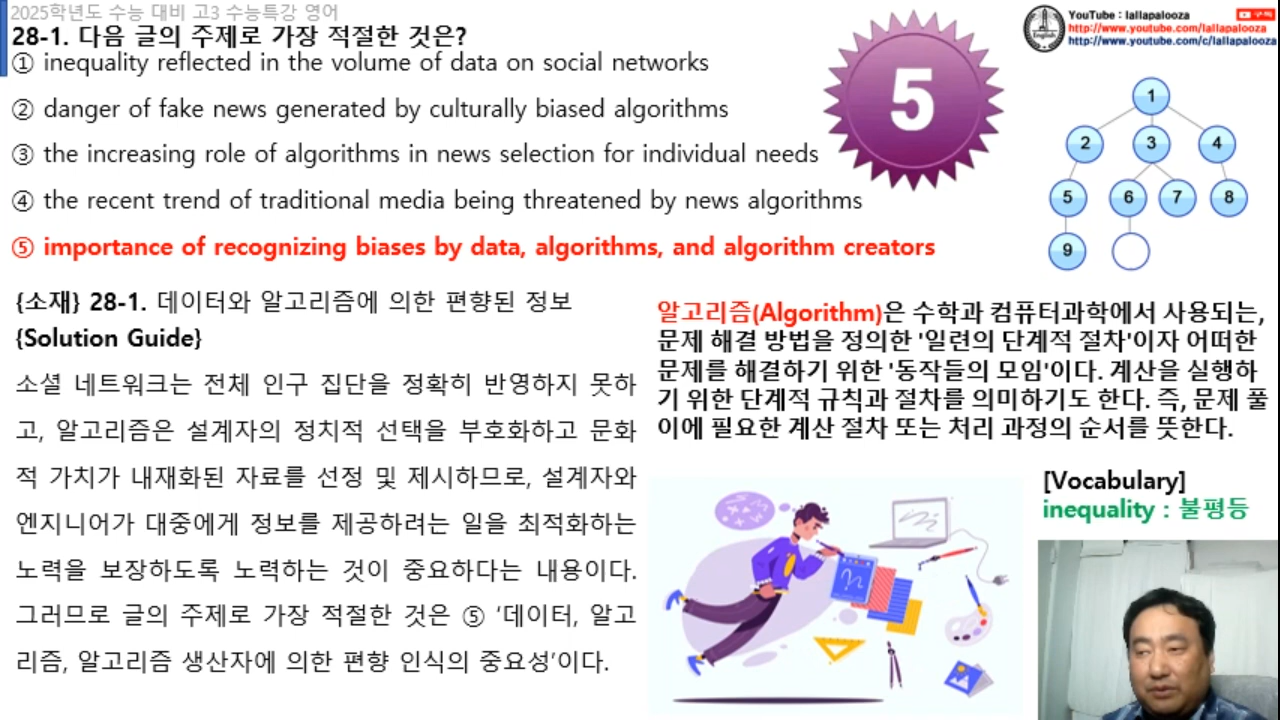 2025학년도 수능 대비 고3 수능특강 영어
28-1. 다음 글의 주제로 가장 적절한 것은?
① inequality reflected in the volume of data on social networks
② danger of fake news generated by culturally biased algorithms
③ the increasing role of algorithms in news selection for individual needs
④ the recent trend of traditional media being threatened by news algorithms
⑤ importance of recognizing biases by data, algorithms, and algorithm creators
5
YouTube : lallapalooza
구독
http://www.youtube.com/lallapalooza
http://www.youtube.com/c/lallapalooza
English
1
2 3 4
5 6 7 8
9
{소재} 28-1. 데이터와 알고리즘에 의한 편향된 정보
{Solution Guide}
소셜 네트워크는 전체 인구 집단을 정확히 반영하지 못하
고, 알고리즘은 설계자의 정치적 선택을 부호화하고 문화
적 가치가 내재화된 자료를 선정 및 제시하므로, 설계자와
엔지니어가 대중에게 정보를 제공하려는 일을 최적화하는
노력을 보장하도록 노력하는 것이 중요하다는 내용이다.
그러므로 글의 주제로 가장 적절한 것은 ⑤ ‘데이터, 알고
리즘, 알고리즘 생산자에 의한 편향 인식의 중요성’이다.
알고리즘(Algorithm)은 수학과 컴퓨터과학에서 사용되는,
문제 해결 방법을 정의한 '일련의 단계적 절차'이자 어떠한
문제를 해결하기 위한 '동작들의 모임'이다. 계산을 실행하
기 위한 단계적 규칙과 절차를 의미하기도 한다. 즉, 문제 풀
이에 필요한 계산 절차 또는 처리 과정의 순서를 뜻한다.
[Vocabulary]
inequality : 불평등